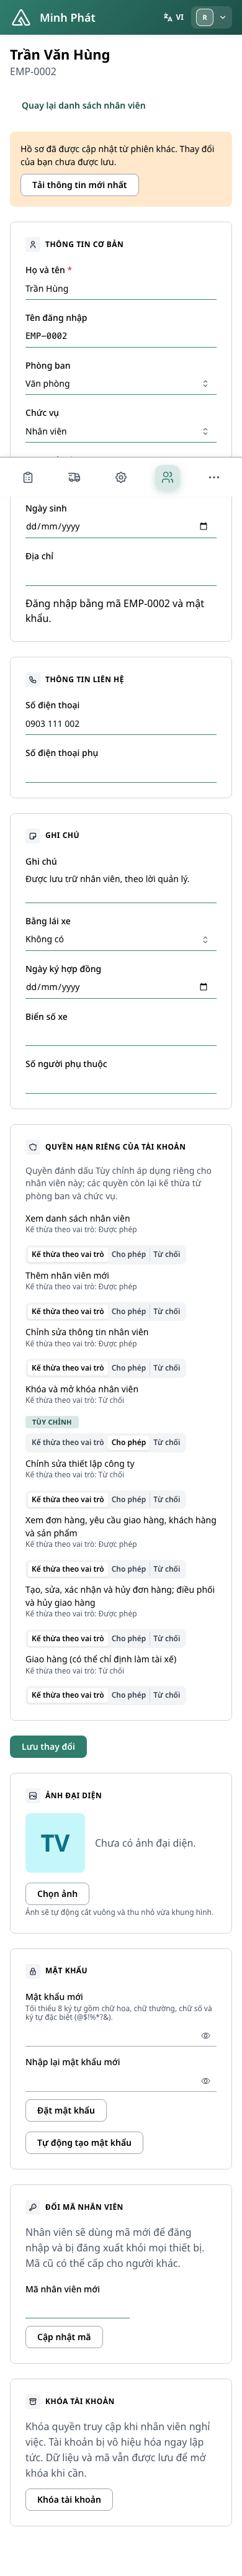 Minh Phát
VI
R
Trần Văn Hùng
EMP-0002
Quay lại danh sách nhân viên
Hồ sơ đã được cập nhật từ phiên khác. Thay đổi
của bạn chưa được lưu.
Tải thông tin mới nhất
THÔNG TIN CƠ BẢN
Họ và tên *
Trần Hùng
Tên đăng nhập
EMP-0002
Phòng ban
Văn phòng
Chức vụ
Nhân viên
Ngày sinh
dd/mm/yyyy
Địa chỉ
Đăng nhập bằng mã EMP-0002 và mật
khẩu.
THÔNG TIN LIÊN HỆ
Số điện thoại
0903 111 002
Số điện thoại phụ
GHI CHÚ
Ghi chú
Được lưu trữ nhân viên, theo lời quản lý.
Bằng lái xe
Không có
Ngày ký hợp đồng
dd/mm/yyyy
Biển số xe
Số người phụ thuộc
QUYỀN HẠN RIÊNG CỦA TÀI KHOẢN
Quyền đánh dấu Tùy chỉnh áp dụng riêng cho
nhân viên này; các quyền còn lại kế thừa từ
phòng ban và chức vụ.
Xem danh sách nhân viên
Kế thừa theo vai trò: Được phép
Kế thừa theo vai trò Cho phép Từ chối
Thêm nhân viên mới
Kế thừa theo vai trò: Được phép
Kế thừa theo vai trò Cho phép Từ chối
Chỉnh sửa thông tin nhân viên
Kế thừa theo vai trò: Được phép
Kế thừa theo vai trò Cho phép Từ chối
Khóa và mở khóa nhân viên
Kế thừa theo vai trò: Từ chối
TÙY CHỈNH
Kế thừa theo vai trò Cho phép Từ chối
Chỉnh sửa thiết lập công ty
Kế thừa theo vai trò: Từ chối
Kế thừa theo vai trò Cho phép Từ chối
Xem đơn hàng, yêu cầu giao hàng, khách hàng
và sản phẩm
Kế thừa theo vai trò: Được phép
Kế thừa theo vai trò Cho phép Từ chối
Tạo, sửa, xác nhận và hủy đơn hàng; điều phối
và hủy giao hàng
Kế thừa theo vai trò: Được phép
Kế thừa theo vai trò Cho phép Từ chối
Giao hàng (có thể chỉ định làm tài xế)
Kế thừa theo vai trò: Từ chối
Kế thừa theo vai trò Cho phép Từ chối
Lưu thay đổi
ẢNH ĐẠI DIỆN
TV
Chưa có ảnh đại diện.
Chọn ảnh
Ảnh sẽ tự động cắt vuông và thu nhỏ vừa khung hình.
MẬT KHẨU
Mật khẩu mới
Tối thiểu 8 ký tự gồm chữ hoa, chữ thường, chữ số và
ký tự đặc biệt (@$!%*?&).
Nhập lại mật khẩu mới
Đặt mật khẩu
Tự động tạo mật khẩu
ĐỔI MÃ NHÂN VIÊN
Nhân viên sẽ dùng mã mới để đăng
nhập và bị đăng xuất khỏi mọi thiết bị.
Mã cũ có thể cấp cho người khác.
Mã nhân viên mới
Cập nhật mã
KHÓA TÀI KHOẢN
Khóa quyền truy cập khi nhân viên nghỉ
việc. Tài khoản bị vô hiệu hóa ngay lập
tức. Dữ liệu và mã vẫn được lưu để mở
khóa khi cần.
Khóa tài khoản